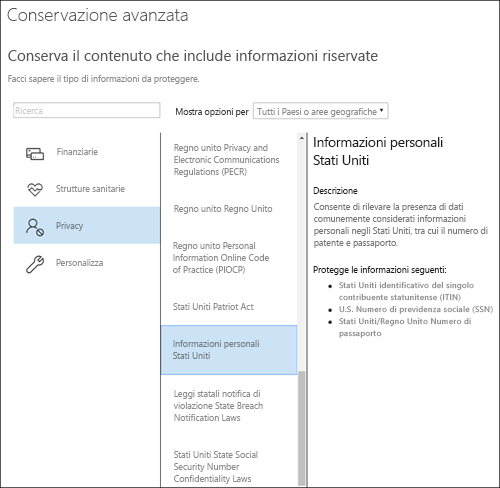 Conservazione avanzata
Conserva il contenuto che include informazioni riservate
Facci sapere il tipo di informazioni da proteggere.
Ricerca
Mostra opzioni per
Tutti i Paesi o aree geografiche
Finanziarie
Strutture sanitarie
Privacy
Personalizza
Regno unito Privacy and
Electronic Communications
Regulations (PECR)
Regno unito Regno Unito
Regno unito Personal
Information Online Code
of Practice (PIOCP)
Stati Uniti Patriot Act
Informazioni personali
Stati Uniti
Leggi statali notifica di
violazione State Breach
Notification Laws
Stati Uniti State Social
Security Number
Confidentiality Laws
Informazioni personali
Stati Uniti
Descrizione
Consente di rilevare la presenza di dati
comunemente considerati informazioni
personali negli Stati Uniti, tra cui il numero di
patente e passaporto.
Protegge le informazioni seguenti:
Stati Uniti identificativo del singolo
contribuente statunitense (ITIN)
U.S. Numero di previdenza sociale (SSN)
Stati Uniti/Regno Unito Numero di
passaporto